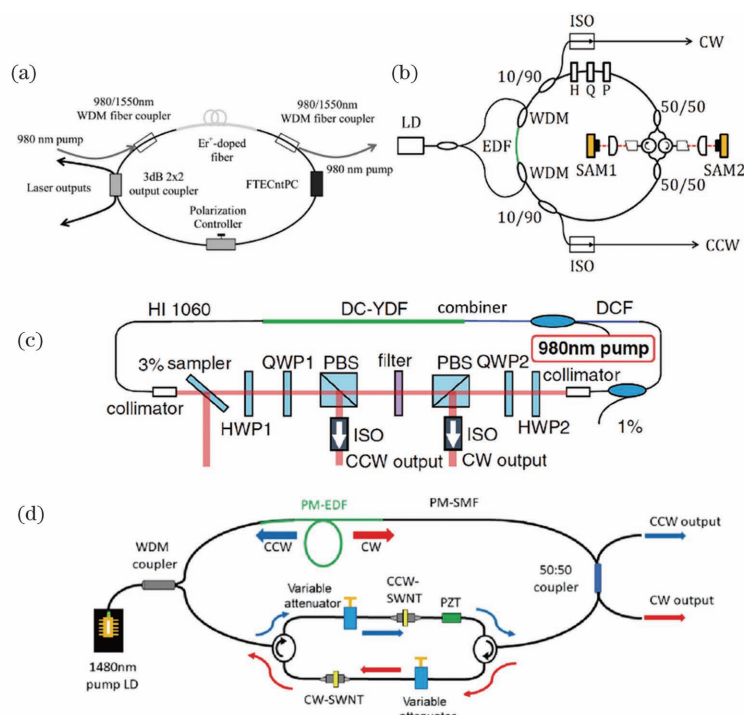 (a)
980/1550nm
WDM fiber coupler
980/1550nm
WDM fiber coupler
Er⁺-doped
fiber
980 nm pump
980 nm pump
Laser outputs
3dB 2x2
output coupler
FTECntPC
Polarization
Controller
(b)
ISO
CW
10/90
H Q P
50/50
LD
WDM
EDF
WDM
SAM1
SAM2
50/50
10/90
CCW
ISO
(c)
HI 1060
DC-YDF
combiner
DCF
980nm pump
3% sampler
QWP1
PBS
filter
PBS
QWP2
collimator
collimator
HWP1
ISO
ISO
HWP2
1%
CCW output
CW output
(d)
PM-EDF
PM-SMF
CCW output
WDM
coupler
CCW
CW
50:50
coupler
Variable
attenuator
CCW-
SWNT
PZT
CW output
1480nm
pump LD
CW-SWNT
Variable
attenuator